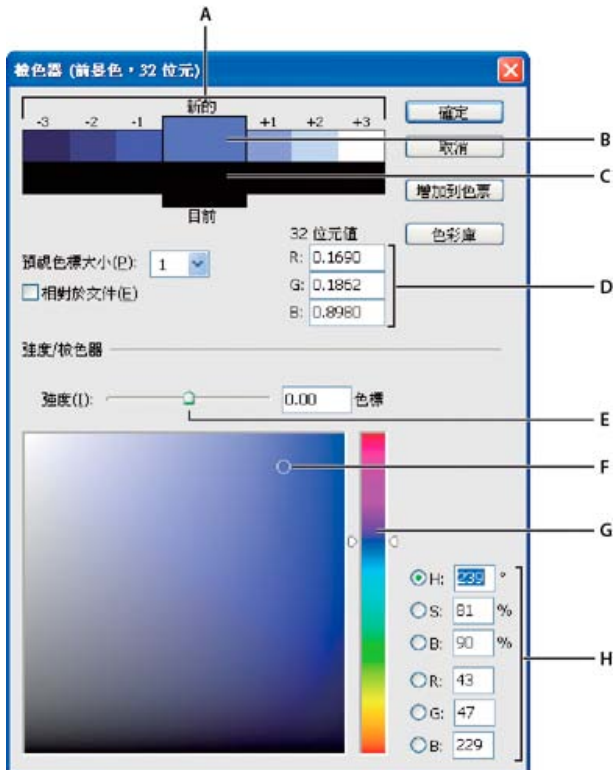 A
檢色器 (前景色，32 位元)
新的
-3 -2 -1 +1 +2 +3
確定
B
取消
C
增加到色票
目前
32 位元值
色彩庫
預視色標大小(P): 1
R: 0.1690
相對於文件(E)
G: 0.1862
D
B: 0.8980
強度/檢色器
強度(I): 0.00 色標
E
F
G
H: 239 °
S: 81 %
B: 90 %
H
R: 43
G: 47
B: 229